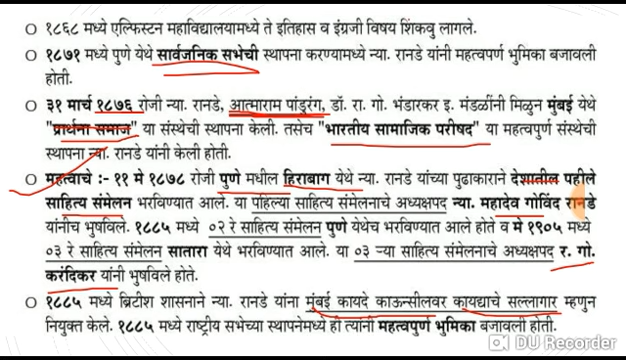 O १८६८ मध्ये एल्फिस्टन महाविद्यालयामध्ये ते इतिहास व इंग्रजी विषय शिंकवु लागले.
O १८७१ मध्ये पुणे येथे सार्वजनिक सभेची स्थापना करण्यामध्ये न्या. रानडे यांनी महत्वपर्ण भुमिका बजावली
होती.
O ३१ मार्च १८७६ रोजी न्या. रानडे, आत्माराम पांडुरंग, डॉ. रा. गो. भंडारकर इ. मंडळींनी मिळुन मुंबई येथे
"प्रार्थना समाज" या संस्थेची स्थापना केली. तसेच "भारतीय सामाजिक परीषद" या महत्वपुर्ण संस्थेची
स्थापना न्या. रानडे यांनी केली होती.
O महत्वाचे :- ११ मे १८७८ रोजी पुणे मधील हिराबाग येथे न्या. रानडे यांच्या पुढाकाराने देशातील पहीले
साहित्य संमेलन भरविण्यात आले. या पहिल्या साहित्य संमेलनाचे अध्यक्षपद न्या. महादेव गोविंद रानडे
यांनीच भुषविले. १८८५ मध्ये ०२ रे साहित्य संमेलन पुणे येथेच भरविण्यात आले होते व मे १९०५ मध्ये
०३ रे साहित्य संमेलन सातारा येथे भरविण्यात आले. या ०३ ऱ्या साहित्य संमेलनाचे अध्यक्षपद र. गो.
करंदिकर यांनी भुषविले होते.
O १८८५ मध्ये ब्रिटीश शासनाने न्या. रानडे यांना मुंबई कायदे काऊन्सीलवर कायद्याचे सल्लागार म्हणुन
नियुक्त केले. १८८५ मध्ये राष्ट्रीय सभेच्या स्थापनेमध्ये ही त्यांनी महत्वपुर्ण भुमिका बजावली होती.
DU Recorder